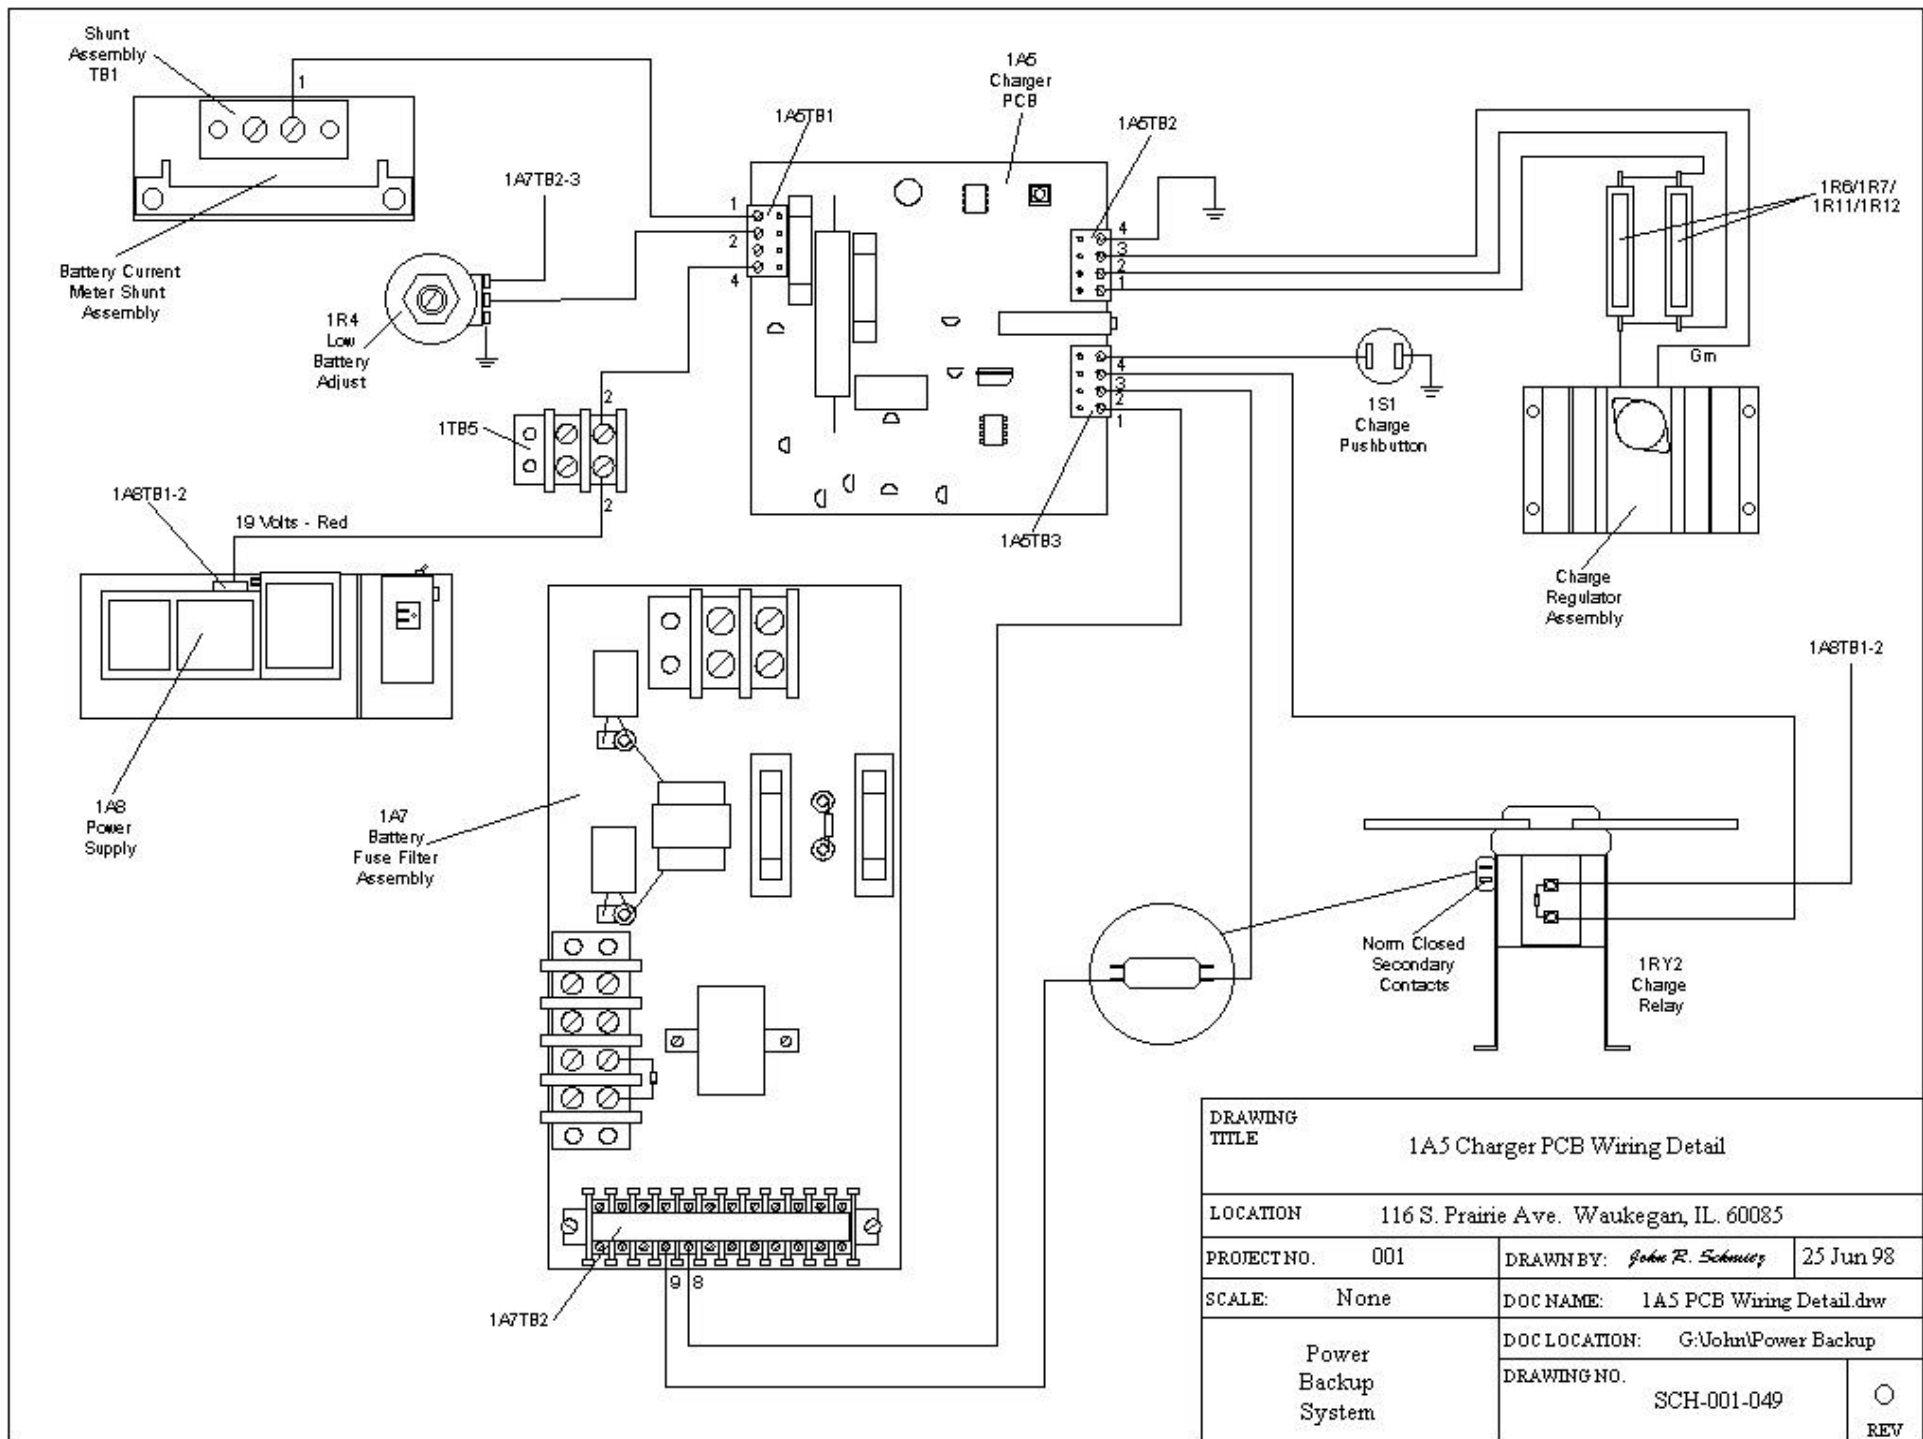 Shunt
Assembly
TB1
1
1A5
Charger
PCB
1A5TB1
1A5TB2
1A7TB2-3
1
2
4
4
3
2
1
1R6/1R7/
1R11/1R12
Battery Current
Meter Shunt
Assembly
1R4
Low
Battery
Adjust
Grn
2
1TB5
2
4
3
2
1
1S1
Charge
Pushbutton
1A8TB1-2
19 Volts - Red
1A5TB3
Charge
Regulator
Assembly
1A8TB1-2
1A8
Power
Supply
1A7
Battery
Fuse Filter
Assembly
Norm Closed
Secondary
Contacts
1RY2
Charge
Relay
9 8
1A7TB2
DRAWING
TITLE
1A5 Charger PCB Wiring Detail
LOCATION 116 S. Prairie Ave. Waukegan, IL. 60085
PROJECT NO. 001
DRAWN BY: John R. Schmitz 25 Jun 98
SCALE: None
DOC NAME: 1A5 PCB Wiring Detail.drw
DOC LOCATION: G:\John\Power Backup
Power
Backup
System
DRAWING NO.
SCH-001-049
O
REV